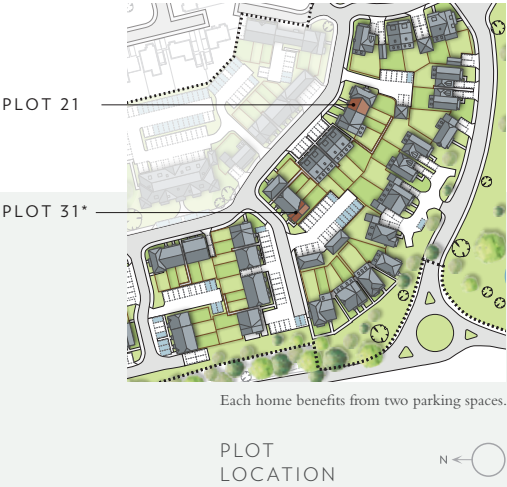 PLOT 21
PLOT 31*
Each home benefits from two parking spaces.
PLOT
LOCATION
N